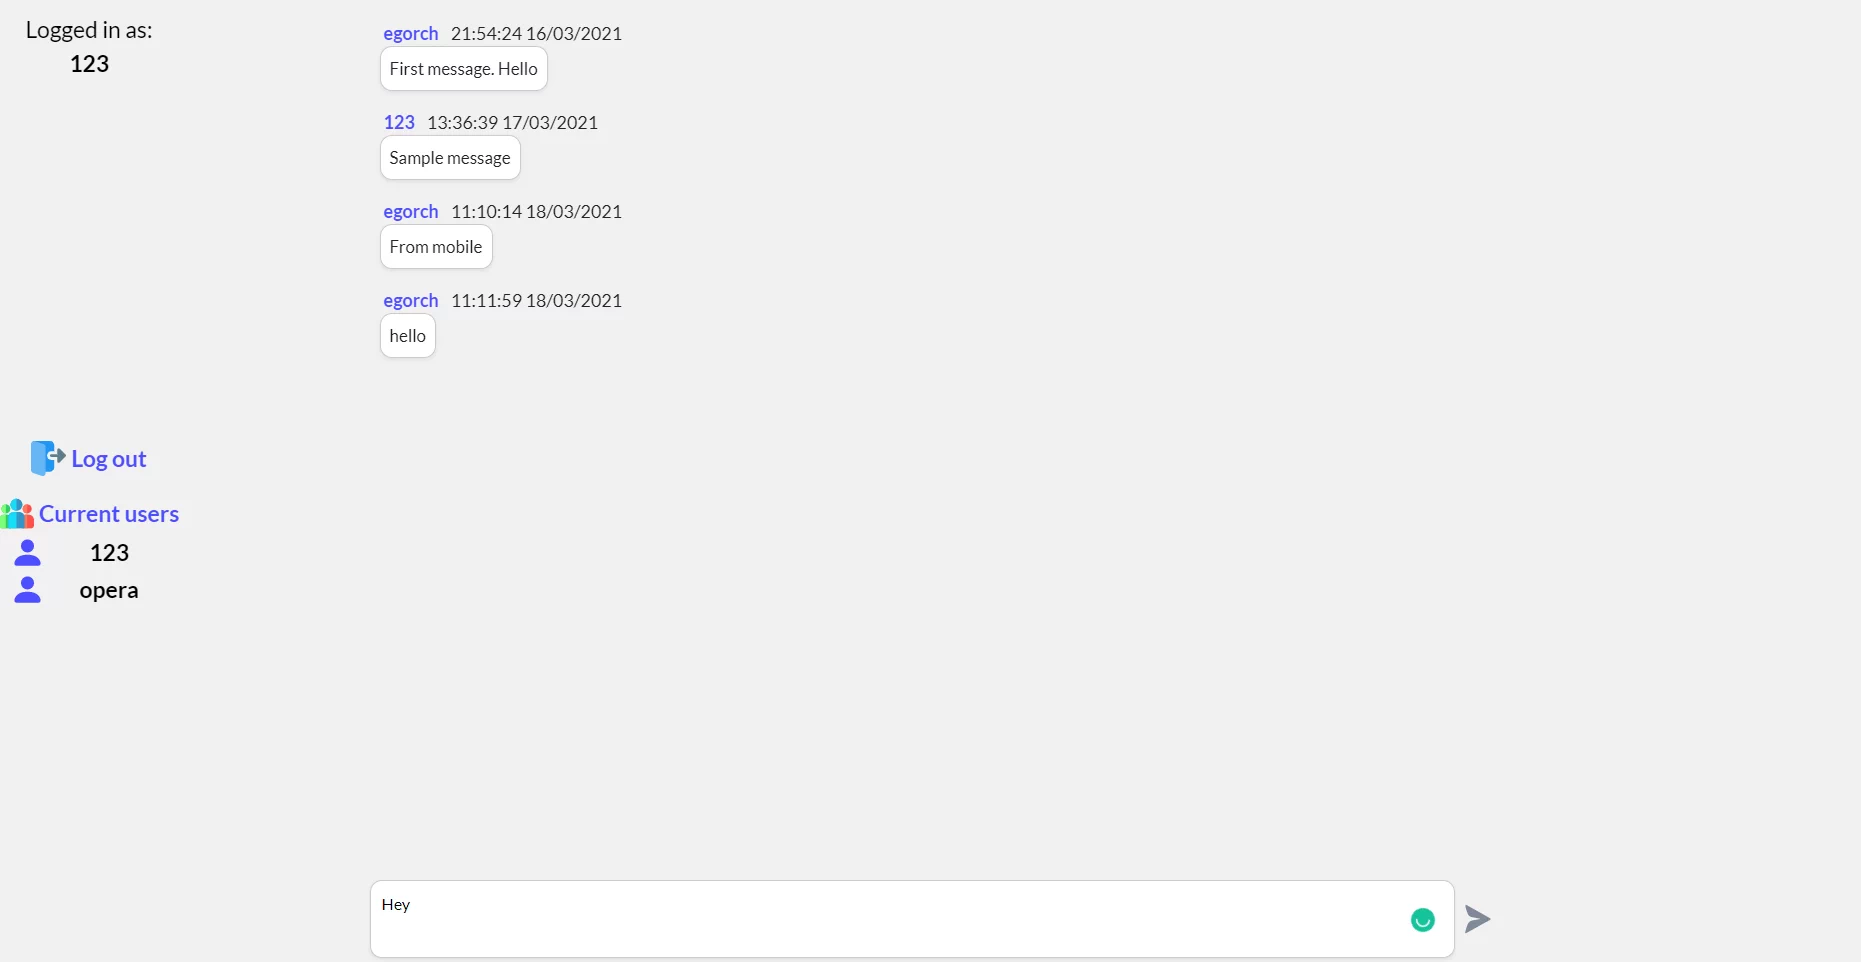 Logged in as:
123
egorch 21:54:24 16/03/2021
First message. Hello
123 13:36:39 17/03/2021
Sample message
egorch 11:10:14 18/03/2021
From mobile
egorch 11:11:59 18/03/2021
hello
Log out
Current users
123
opera
Hey